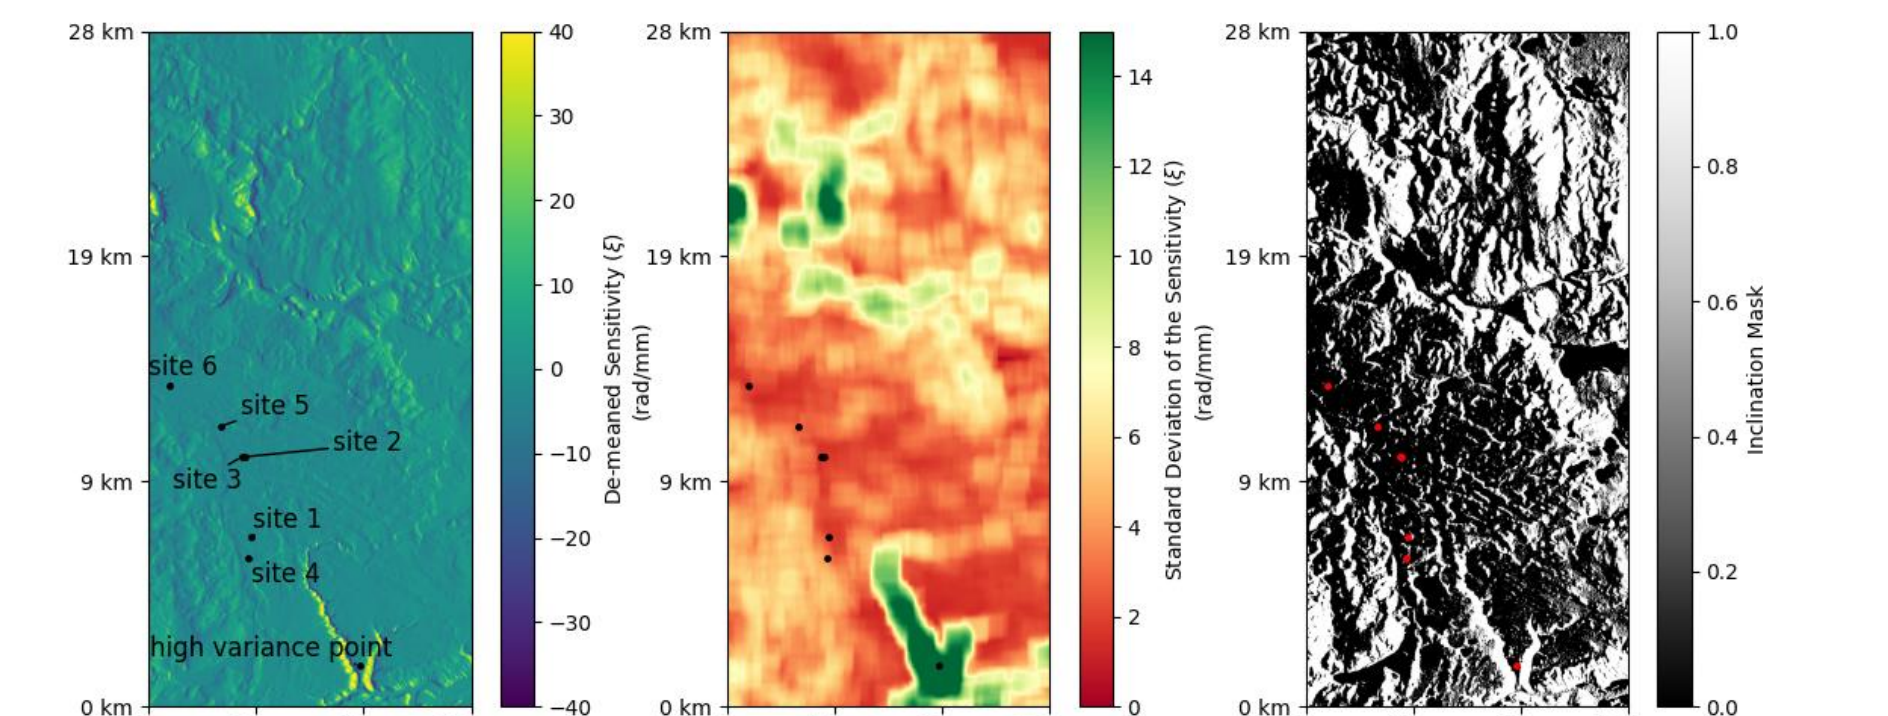 28 km
19 km
9 km
0 km
site 6
site 5
site 2
site 3
site 1
site 4
high variance point
40
30
20
10
0
−10
−20
−30
−40
De-meaned Sensitivity (ξ)
(rad/mm)
28 km
19 km
9 km
0 km
14
12
10
8
6
4
2
0
Standard Deviation of the Sensitivity (ξ)
(rad/mm)
28 km
19 km
9 km
0 km
1.0
0.8
0.6
0.4
0.2
0.0
Inclination Mask